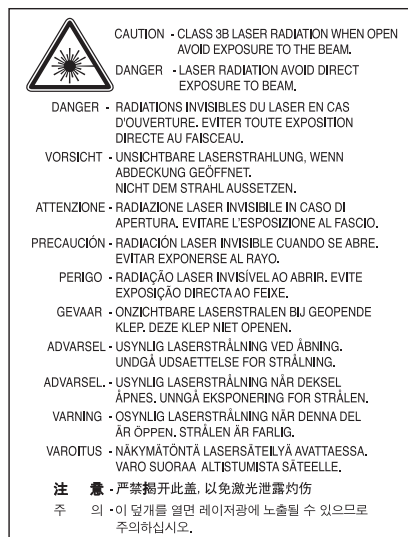 CAUTION - CLASS 3B LASER RADIATION WHEN OPEN
AVOID EXPOSURE TO THE BEAM.
DANGER - LASER RADIATION AVOID DIRECT
EXPOSURE TO BEAM.
DANGER - RADIATIONS INVISIBLES DU LASER EN CAS
D'OUVERTURE. EVITER TOUTE EXPOSITION
DIRECTE AU FAISCEAU.
VORSICHT - UNSICHTBARE LASERSTRAHLUNG, WENN
ABDECKUNG GEÖFFNET.
NICHT DEM STRAHL AUSSETZEN.
ATTENZIONE - RADIAZIONE LASER INVISIBILE IN CASO DI
APERTURA. EVITARE L'ESPOSIZIONE AL FASCIO.
PRECAUCIÓN - RADIACIÓN LASER INVISIBLE CUANDO SE ABRE.
EVITAR EXPONERSE AL RAYO.
PERIGO - RADIAÇÃO LASER INVISÍVEL AO ABRIR. EVITE
EXPOSIÇÃO DIRECTA AO FEIXE.
GEVAAR - ONZICHTBARE LASERSTRALEN BIJ GEOPENDE
KLEP. DEZE KLEP NIET OPENEN.
ADVARSEL - USYNLIG LASERSTRÅLNING VED ÅBNING.
UNDGÅ UDSAETTELSE FOR STRÅLNING.
ADVARSEL. - USYNLIG LASERSTRÅLNING NÅR DEKSEL
ÅPNES. UNNGÅ EKSPONERING FOR STRÅLEN.
VARNING - OSYNLIG LASERSTRÅLNING NÄR DENNA DEL
ÄR ÖPPEN. STRÅLEN ÄR FARLIG.
VAROITUS - NÄKYMÄTÖNTÄ LASERSÄTEILYÄ AVATTAESSA.
VARO SUORAA ALTISTUMISTA SÄTEELLE.
注 意 - 严禁揭开此盖, 以免激光泄露灼伤
주 의 - 이 덮개를 열면 레이저광에 노출될 수 있으므로
주의하십시오.